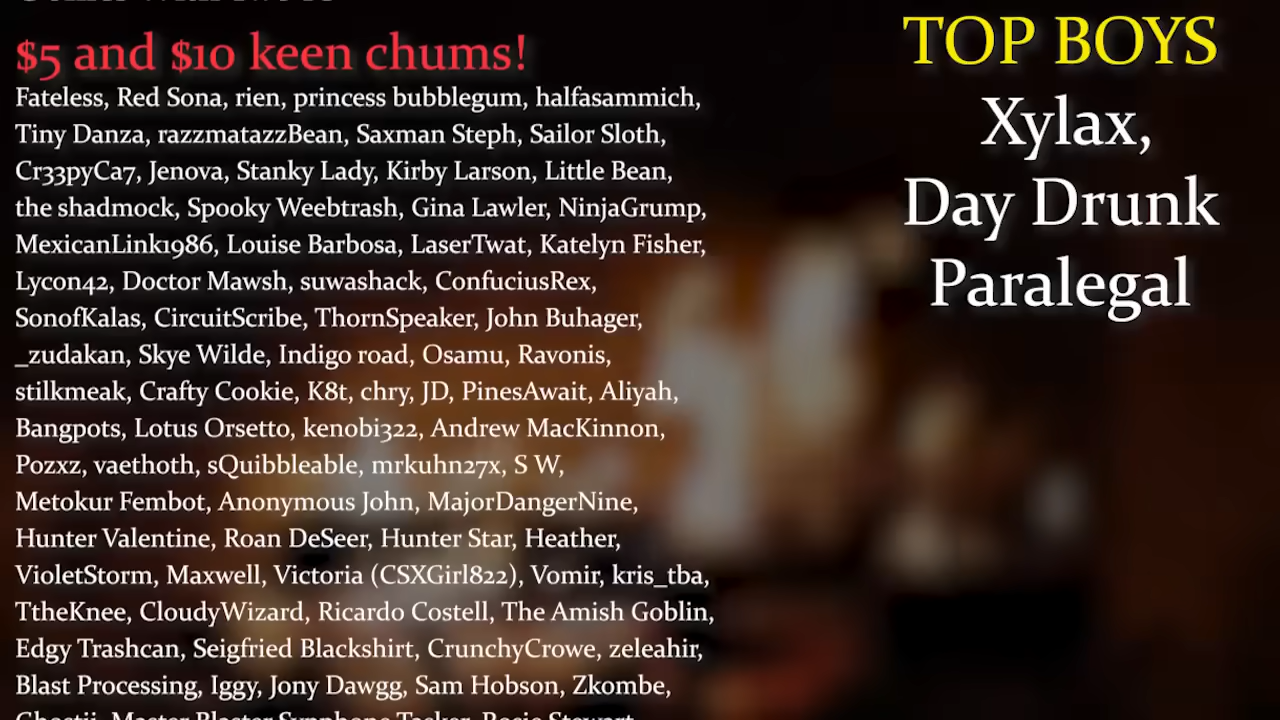 $5 and $10 keen chums!
Fateless, Red Sona, rien, princess bubblegum, halfasammich,
Tiny Danza, razzmatazzBean, Saxman Steph, Sailor Sloth,
Cr33pyCa7, Jenova, Stanky Lady, Kirby Larson, Little Bean,
the shadmock, Spooky Weebtrash, Gina Lawler, NinjaGrump,
MexicanLink1986, Louise Barbosa, LaserTwat, Katelyn Fisher,
Lycon42, Doctor Mawsh, suwashack, ConfuciusRex,
SonofKalas, CircuitScribe, ThornSpeaker, John Buhager,
_zudakan, Skye Wilde, Indigo road, Osamu, Ravonis,
stilkmeak, Crafty Cookie, K8t, chry, JD, PinesAwait, Aliyah,
Bangpots, Lotus Orsetto, kenobi322, Andrew MacKinnon,
Pozxz, vaethoth, sQuibbleable, mrkuhn27x, S W,
Metokur Fembot, Anonymous John, MajorDangerNine,
Hunter Valentine, Roan DeSeer, Hunter Star, Heather,
VioletStorm, Maxwell, Victoria (CSXGirl822), Vomir, kris_tba,
TtheKnee, CloudyWizard, Ricardo Costell, The Amish Goblin,
Edgy Trashcan, Seigfried Blackshirt, CrunchyCrowe, zeleahir,
Blast Processing, Iggy, Jony Dawgg, Sam Hobson, Zkombe,
TOP BOYS
Xylax,
Day Drunk
Paralegal